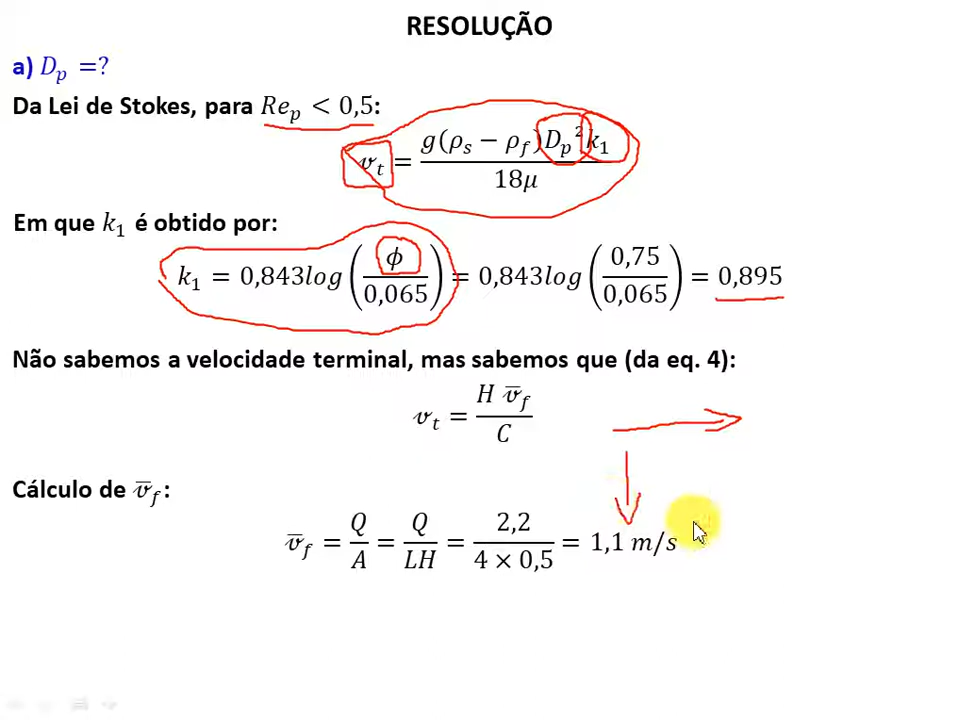 RESOLUÇÃO
a) D_p =?
Da Lei de Stokes, para Re_p < 0,5:
v_t = g(ρ_s − ρ_f)D_p²k_1 / 18μ
Em que k_1 é obtido por:
k_1 = 0,843log(ϕ / 0,065) = 0,843log(0,75 / 0,065) = 0,895
Não sabemos a velocidade terminal, mas sabemos que (da eq. 4):
v_t = H v̅_f / C
Cálculo de v̅_f:
v̅_f = Q / A = Q / LH = 2,2 / 4 × 0,5 = 1,1 m/s